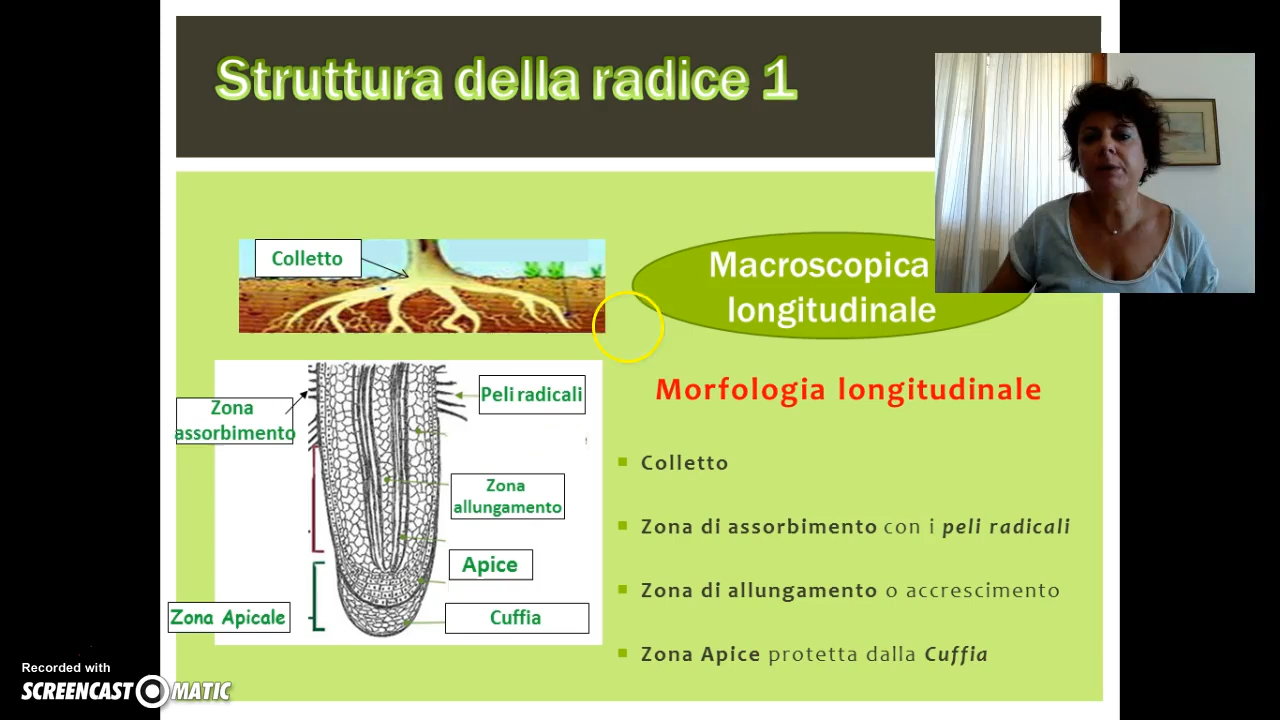 Struttura della radice 1
Colletto
Macroscopica
longitudinale
Zona
assorbimento
Peli radicali
Zona
allungamento
Apice
Zona Apicale
Cuffia
Morfologia longitudinale
Colletto
Zona di assorbimento con i peli radicali
Zona di allungamento o accrescimento
Zona Apice protetta dalla Cuffia
Recorded with
SCREENCAST-O-MATIC